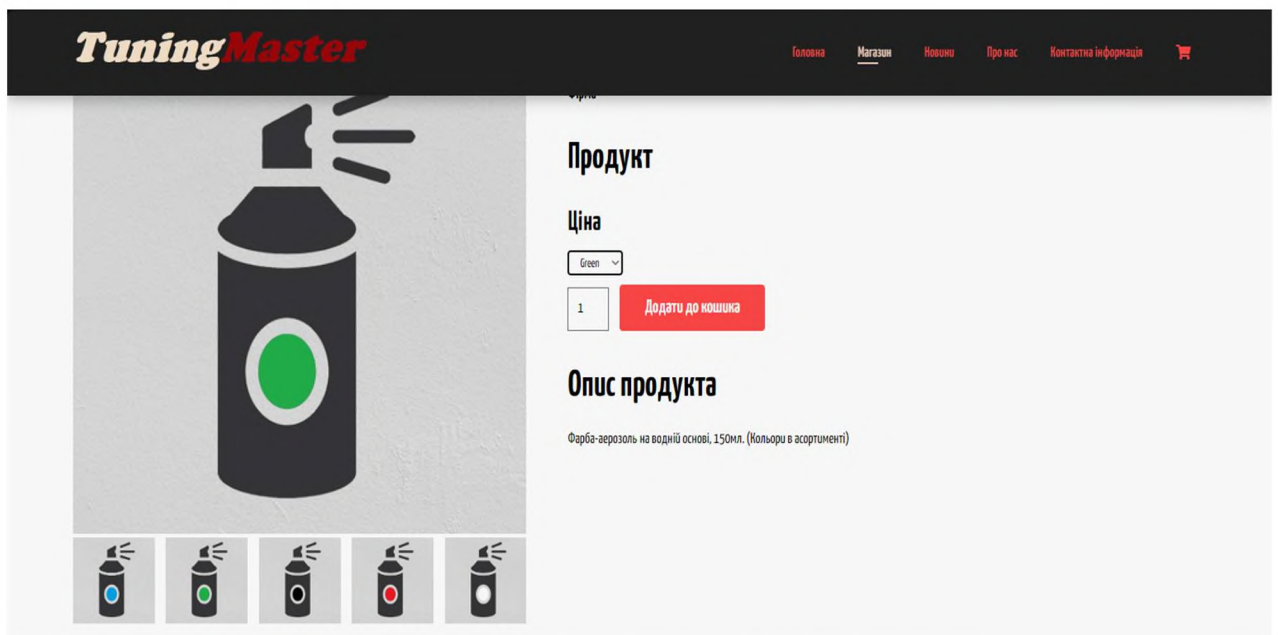 TuningMaster
Головна Магазин Новини Про нас Контактна інформація
Продукт
Ціна
Green
1 Додати до кошика
Опис продукта
Фарба-аерозоль на водній основі, 150мл. (Кольори в асортименті)